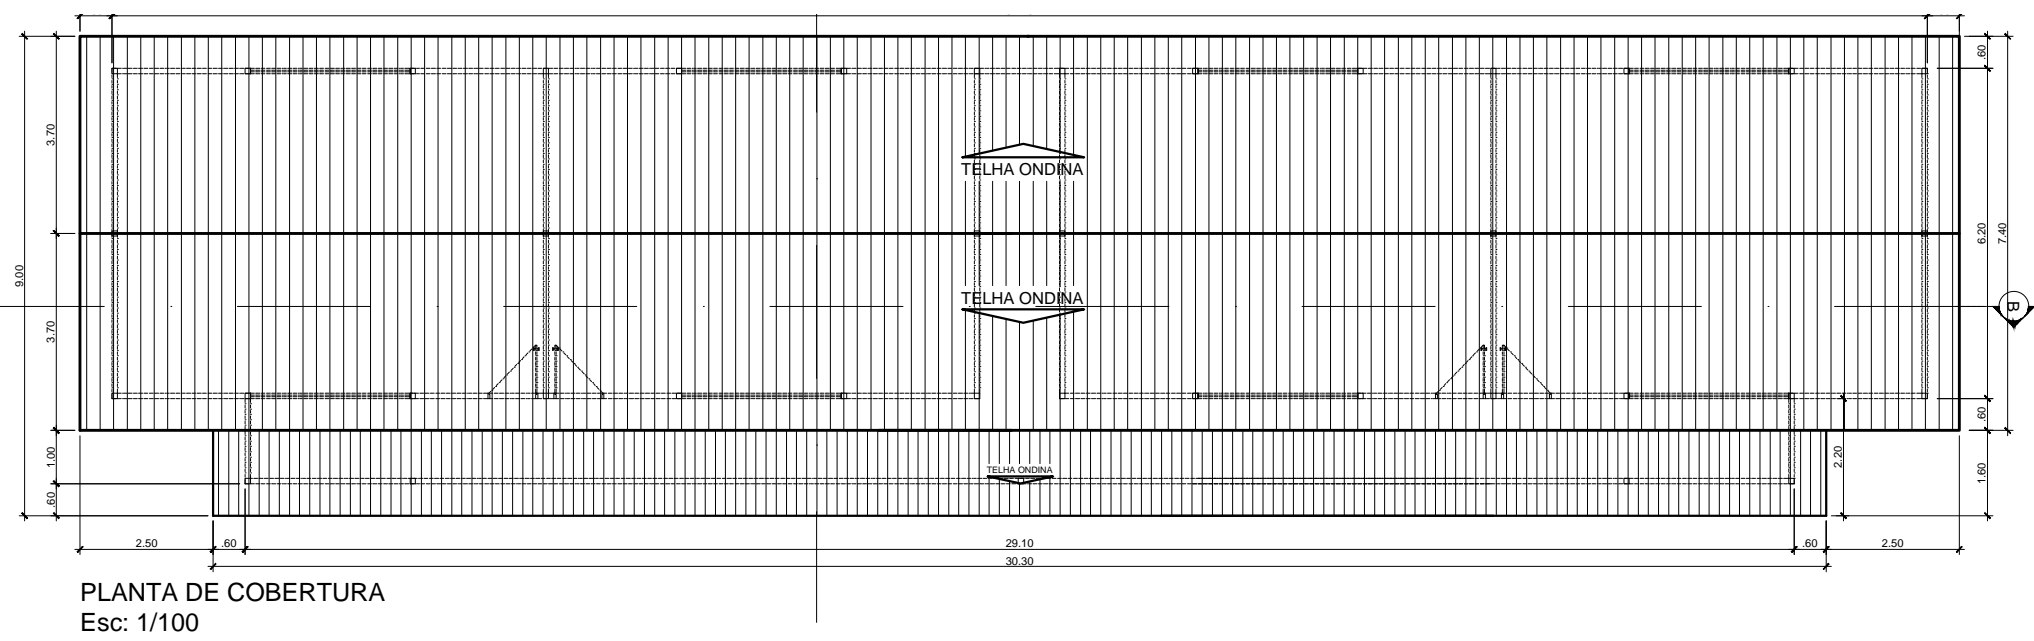 .60
3.70
TELHA ONDINA
9.00
6.20
7.40
TELHA ONDINA
B
3.70
.60
1.00
2.20
1.60
TELHA ONDINA
.60
2.50
.60
29.10
.60
2.50
30.30
PLANTA DE COBERTURA
Esc: 1/100